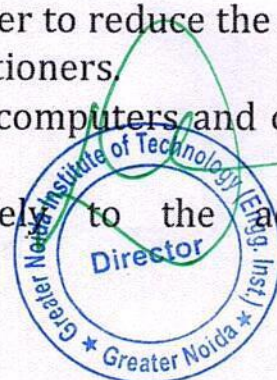 er to reduce the
tioners.
computers and
ely to the
Greater Noida Institute of Technology (Engg. Inst.)
Director
Greater Noida